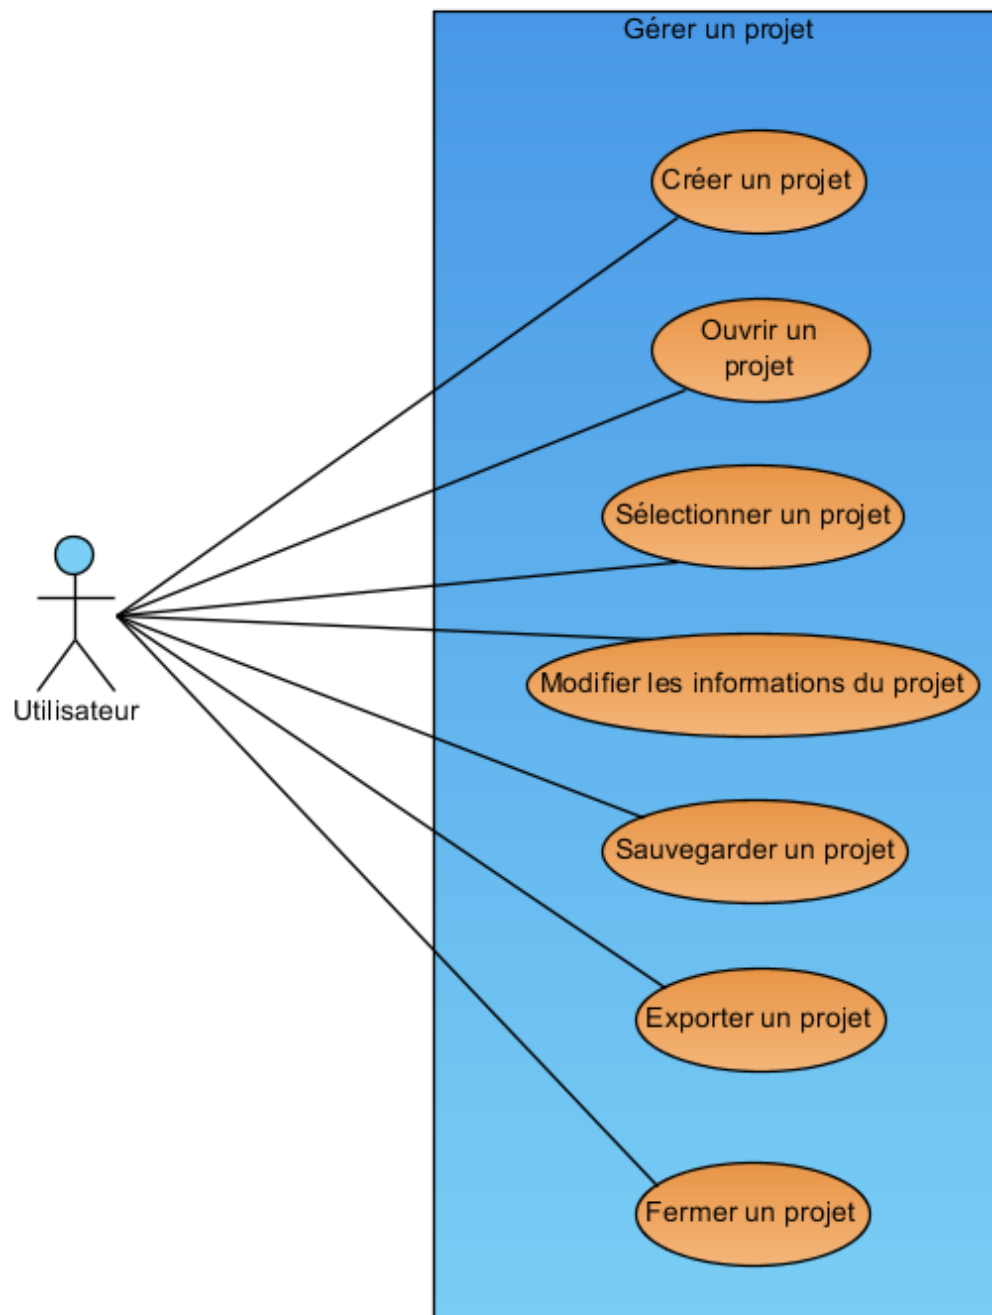 Gérer un projet
Créer un projet
Ouvrir un
projet
Sélectionner un projet
Modifier les informations du projet
Utilisateur
Sauvegarder un projet
Exporter un projet
Fermer un projet